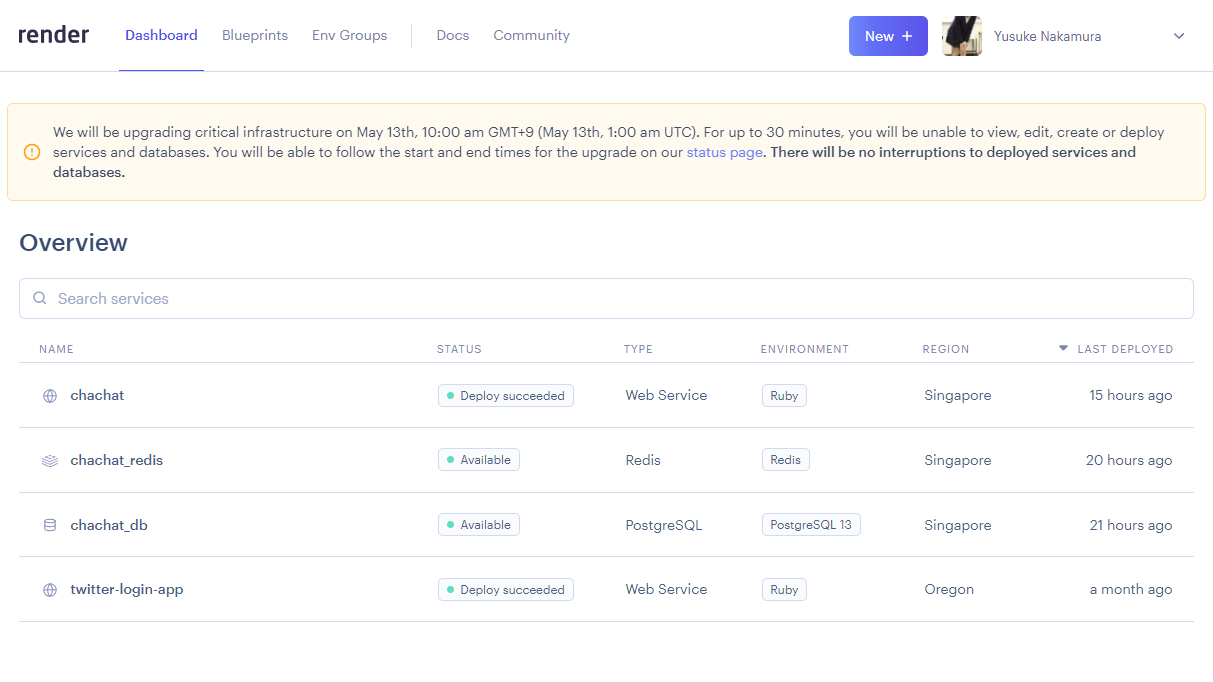 render Dashboard Blueprints Env Groups Docs Community New + Yusuke Nakamura
We will be upgrading critical infrastructure on May 13th, 10:00 am GMT+9 (May 13th, 1:00 am UTC). For up to 30 minutes, you will be unable to view, edit, create or deploy
services and databases. You will be able to follow the start and end times for the upgrade on our status page. There will be no interruptions to deployed services and
databases.
Overview
Search services
NAME STATUS TYPE ENVIRONMENT REGION LAST DEPLOYED
chachat Deploy succeeded Web Service Ruby Singapore 15 hours ago
chachat_redis Available Redis Redis Singapore 20 hours ago
chachat_db Available PostgreSQL PostgreSQL 13 Singapore 21 hours ago
twitter-login-app Deploy succeeded Web Service Ruby Oregon a month ago